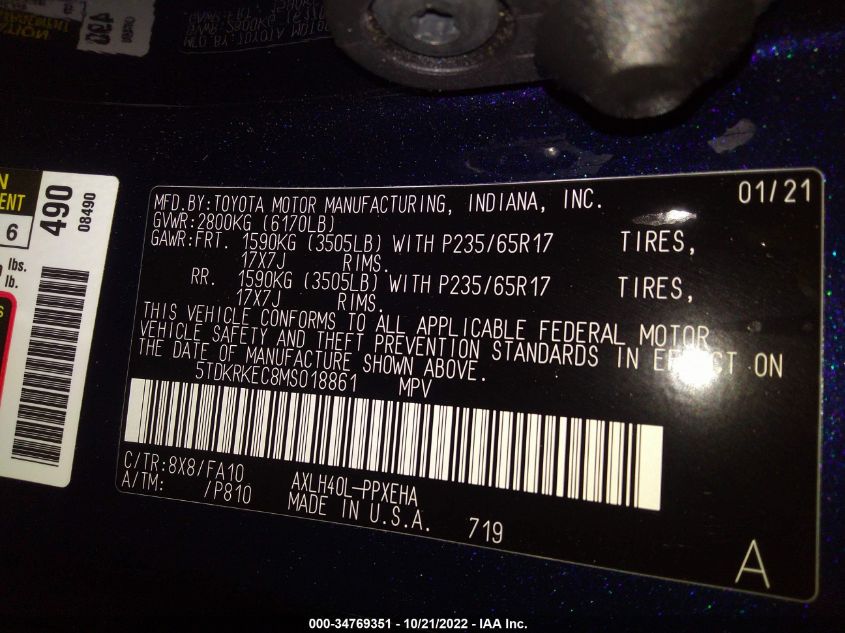 MFD.BY:TOYOTA MOTOR MANUFACTURING, INDIANA, INC. 01/21
GVWR:2800KG (6170LB)
GAWR:FRT. 1590KG (3505LB) WITH P235/65R17 TIRES,
17X7J RIMS.
RR. 1590KG (3505LB) WITH P235/65R17 TIRES,
17X7J RIMS.
THIS VEHICLE CONFORMS TO ALL APPLICABLE FEDERAL MOTOR
VEHICLE SAFETY AND THEFT PREVENTION STANDARDS IN EFFECT ON
THE DATE OF MANUFACTURE SHOWN ABOVE.
5TDKRKEC8MS018861 MPV
C/TR:8X8/FA10
A/TM: /P810 AXLH40L-PPXEHA
MADE IN U.S.A. 719
A
490
08490
6
lbs.
lb.
000-34769351 - 10/21/2022 - IAA Inc.